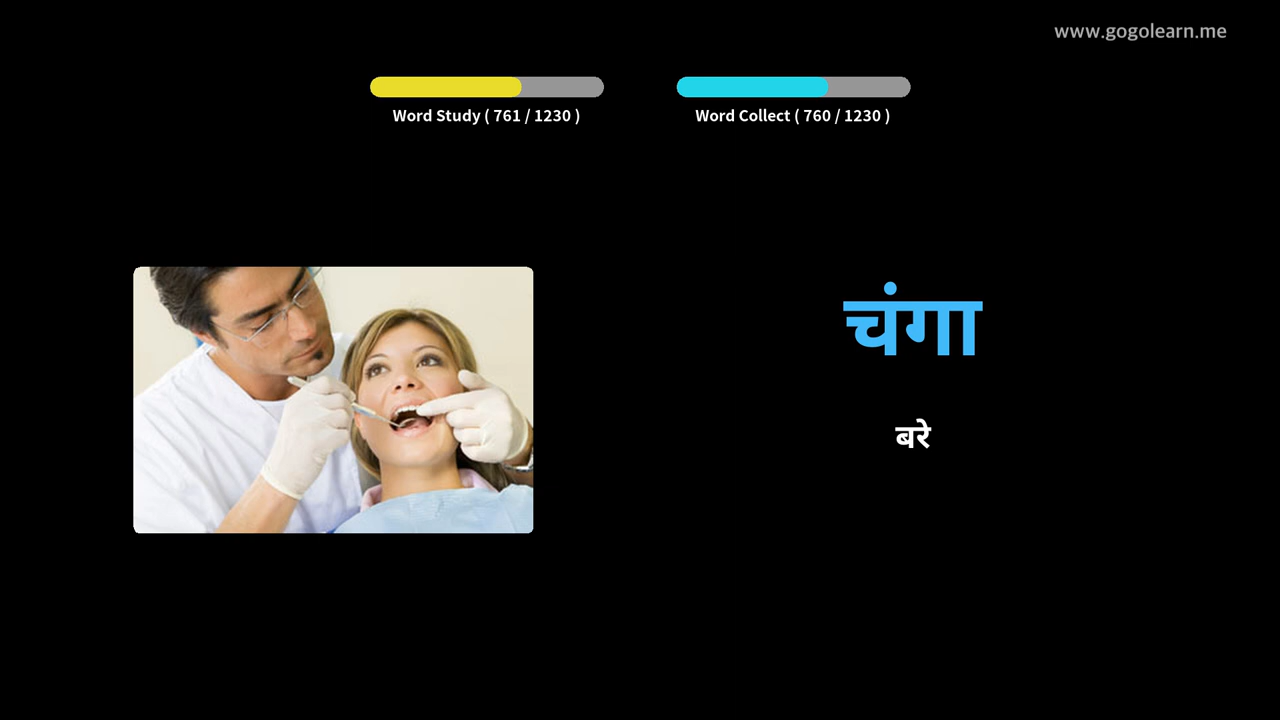 www.gogolearn.me
Word Study ( 761 / 1230 )
Word Collect ( 760 / 1230 )
चंगा
बरे